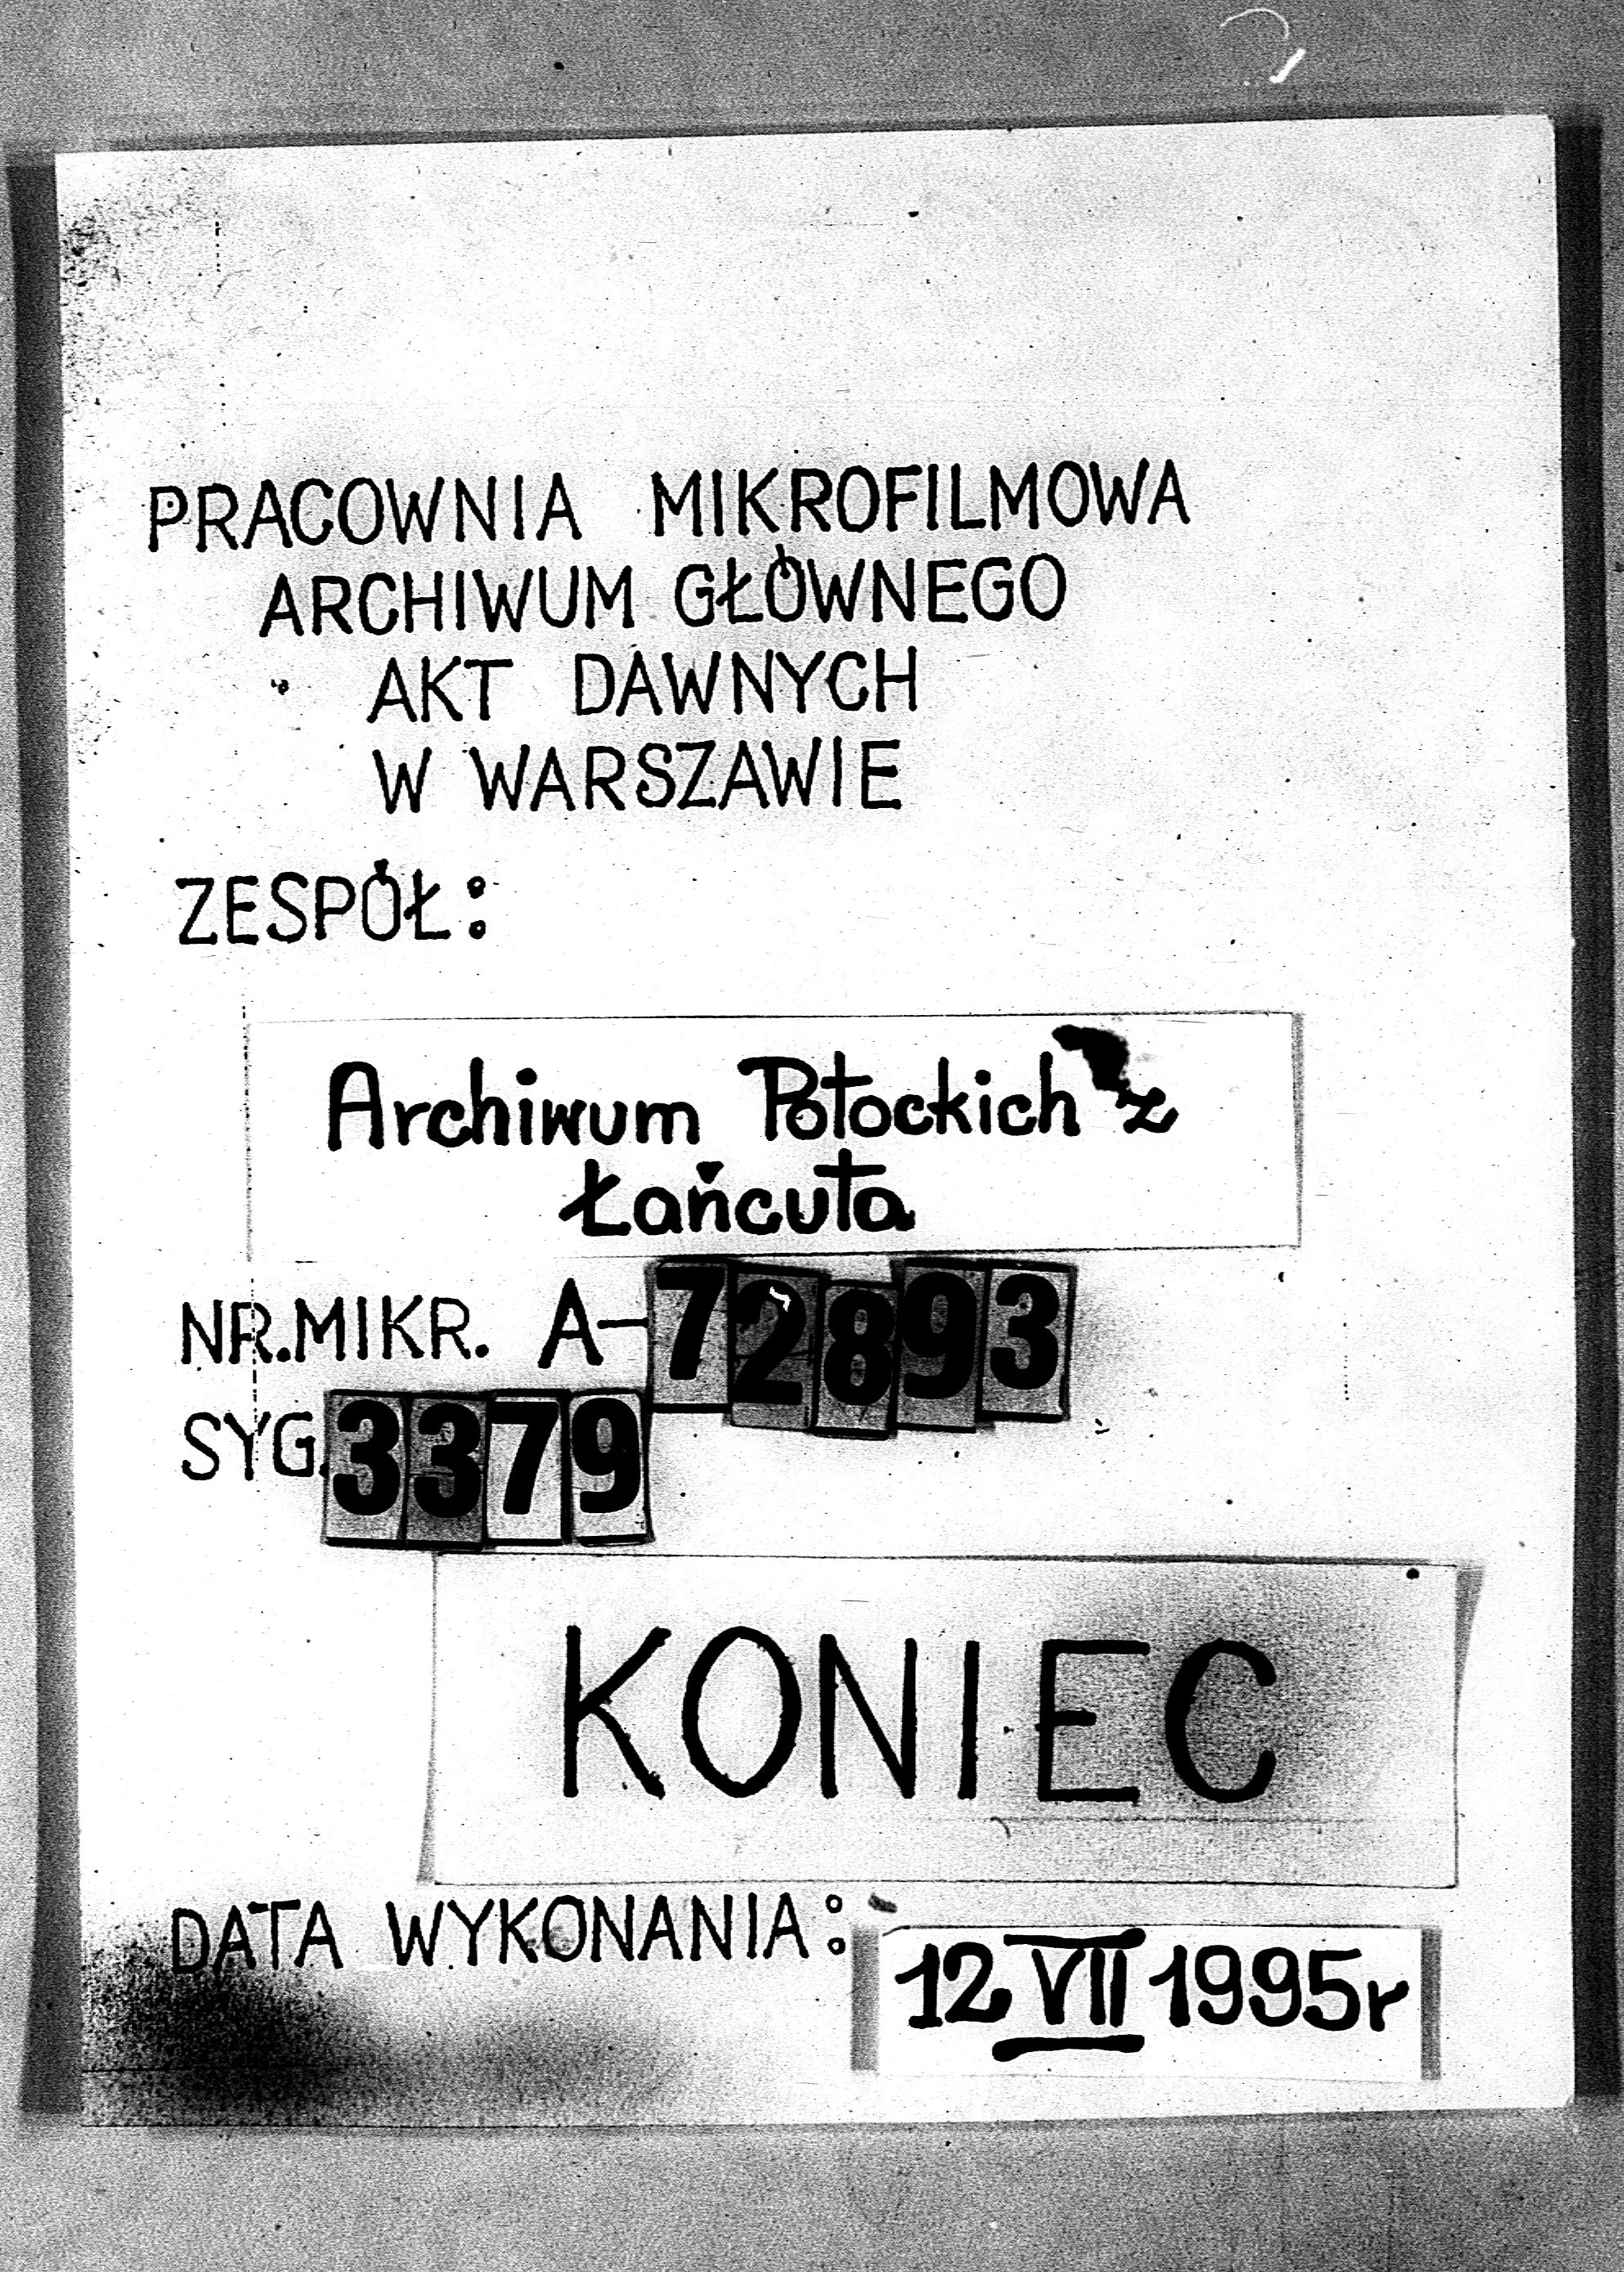 PRACOWNIA MIKROFILMOWA
ARCHIWUM GŁÓWNEGO
AKT DAWNYCH
W WARSZAWIE
ZESPÓŁ:
Archiwum Potockich z
Łańcuta
NR.MIKR. A-72893
SYG.3379
KONIEC
DATA WYKONANIA: 12 VII 1995r